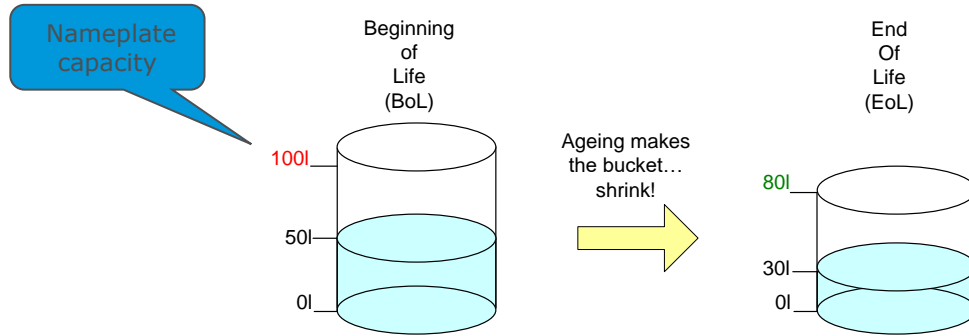 Nameplate
capacity
Beginning
of
Life
(BoL)
100l
50l
0l
Ageing makes
the bucket…
shrink!
End
Of
Life
(EoL)
80l
30l
0l